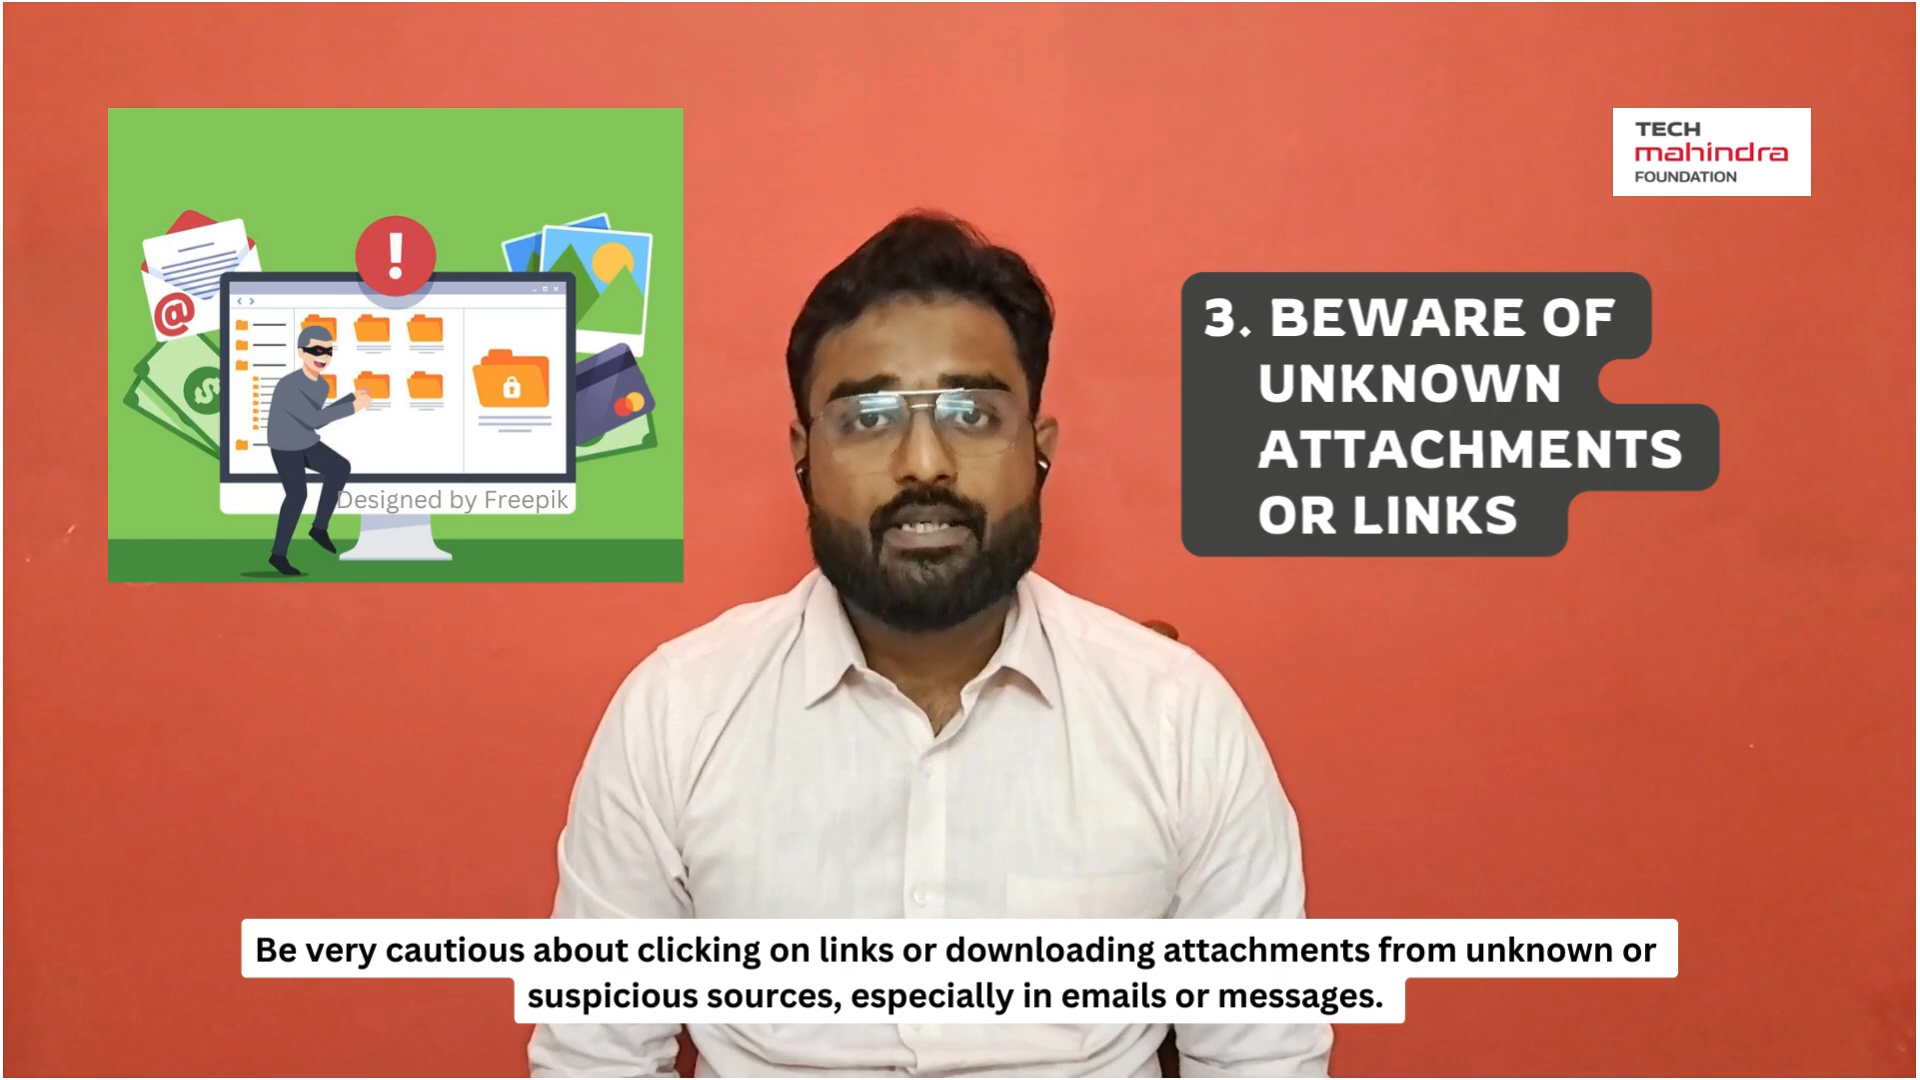 TECH
mahindra
FOUNDATION
!
@
$
Designed by Freepik
3. BEWARE OF
UNKNOWN
ATTACHMENTS
OR LINKS
Be very cautious about clicking on links or downloading attachments from unknown or
suspicious sources, especially in emails or messages.